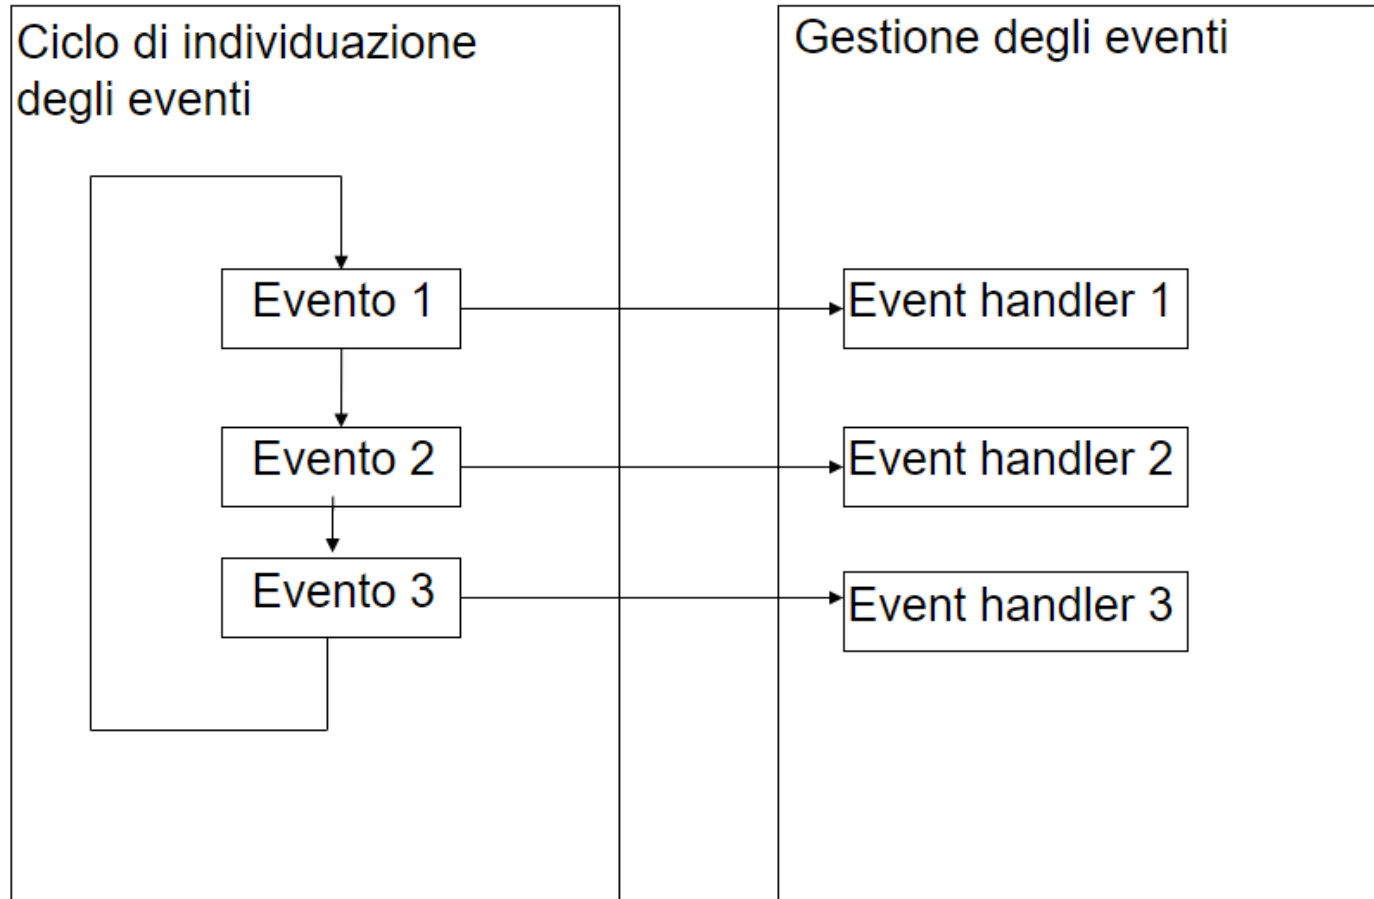 Ciclo di individuazione
degli eventi
Gestione degli eventi
Evento 1
Event handler 1
Evento 2
Event handler 2
Evento 3
Event handler 3